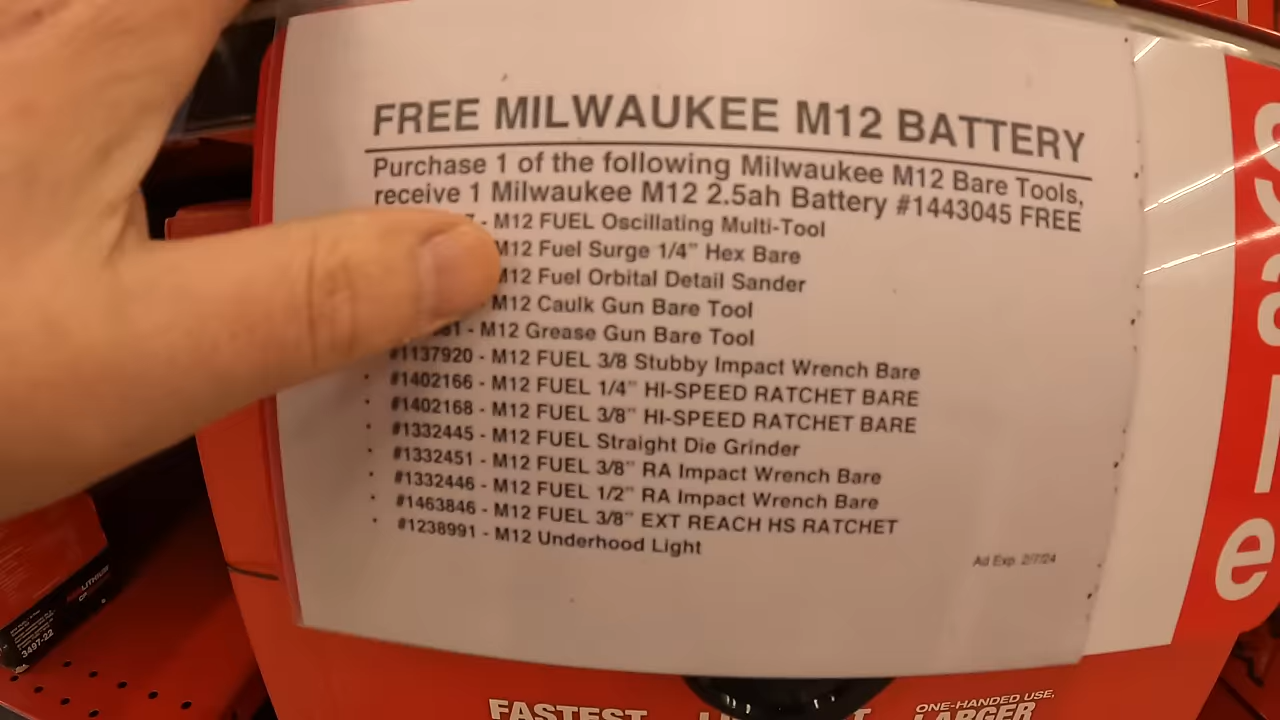 FREE MILWAUKEE M12 BATTERY
Purchase 1 of the following Milwaukee M12 Bare Tools,
receive 1 Milwaukee M12 2.5ah Battery #1443045 FREE
- M12 FUEL Oscillating Multi-Tool
M12 Fuel Surge 1/4" Hex Bare
M12 Fuel Orbital Detail Sander
M12 Caulk Gun Bare Tool
- M12 Grease Gun Bare Tool
#1137920 - M12 FUEL 3/8 Stubby Impact Wrench Bare
• #1402166 - M12 FUEL 1/4" HI-SPEED RATCHET BARE
• #1402168 - M12 FUEL 3/8" HI-SPEED RATCHET BARE
• #1332445 - M12 FUEL Straight Die Grinder
• #1332451 - M12 FUEL 3/8" RA Impact Wrench Bare
• #1332446 - M12 FUEL 1/2" RA Impact Wrench Bare
• #1463846 - M12 FUEL 3/8" EXT REACH HS RATCHET
• #1238991 - M12 Underhood Light
Ad Exp. 2/7/24
sale
FASTEST
ONE-HANDED USE,
LARGER
LITHIUM
3497-22